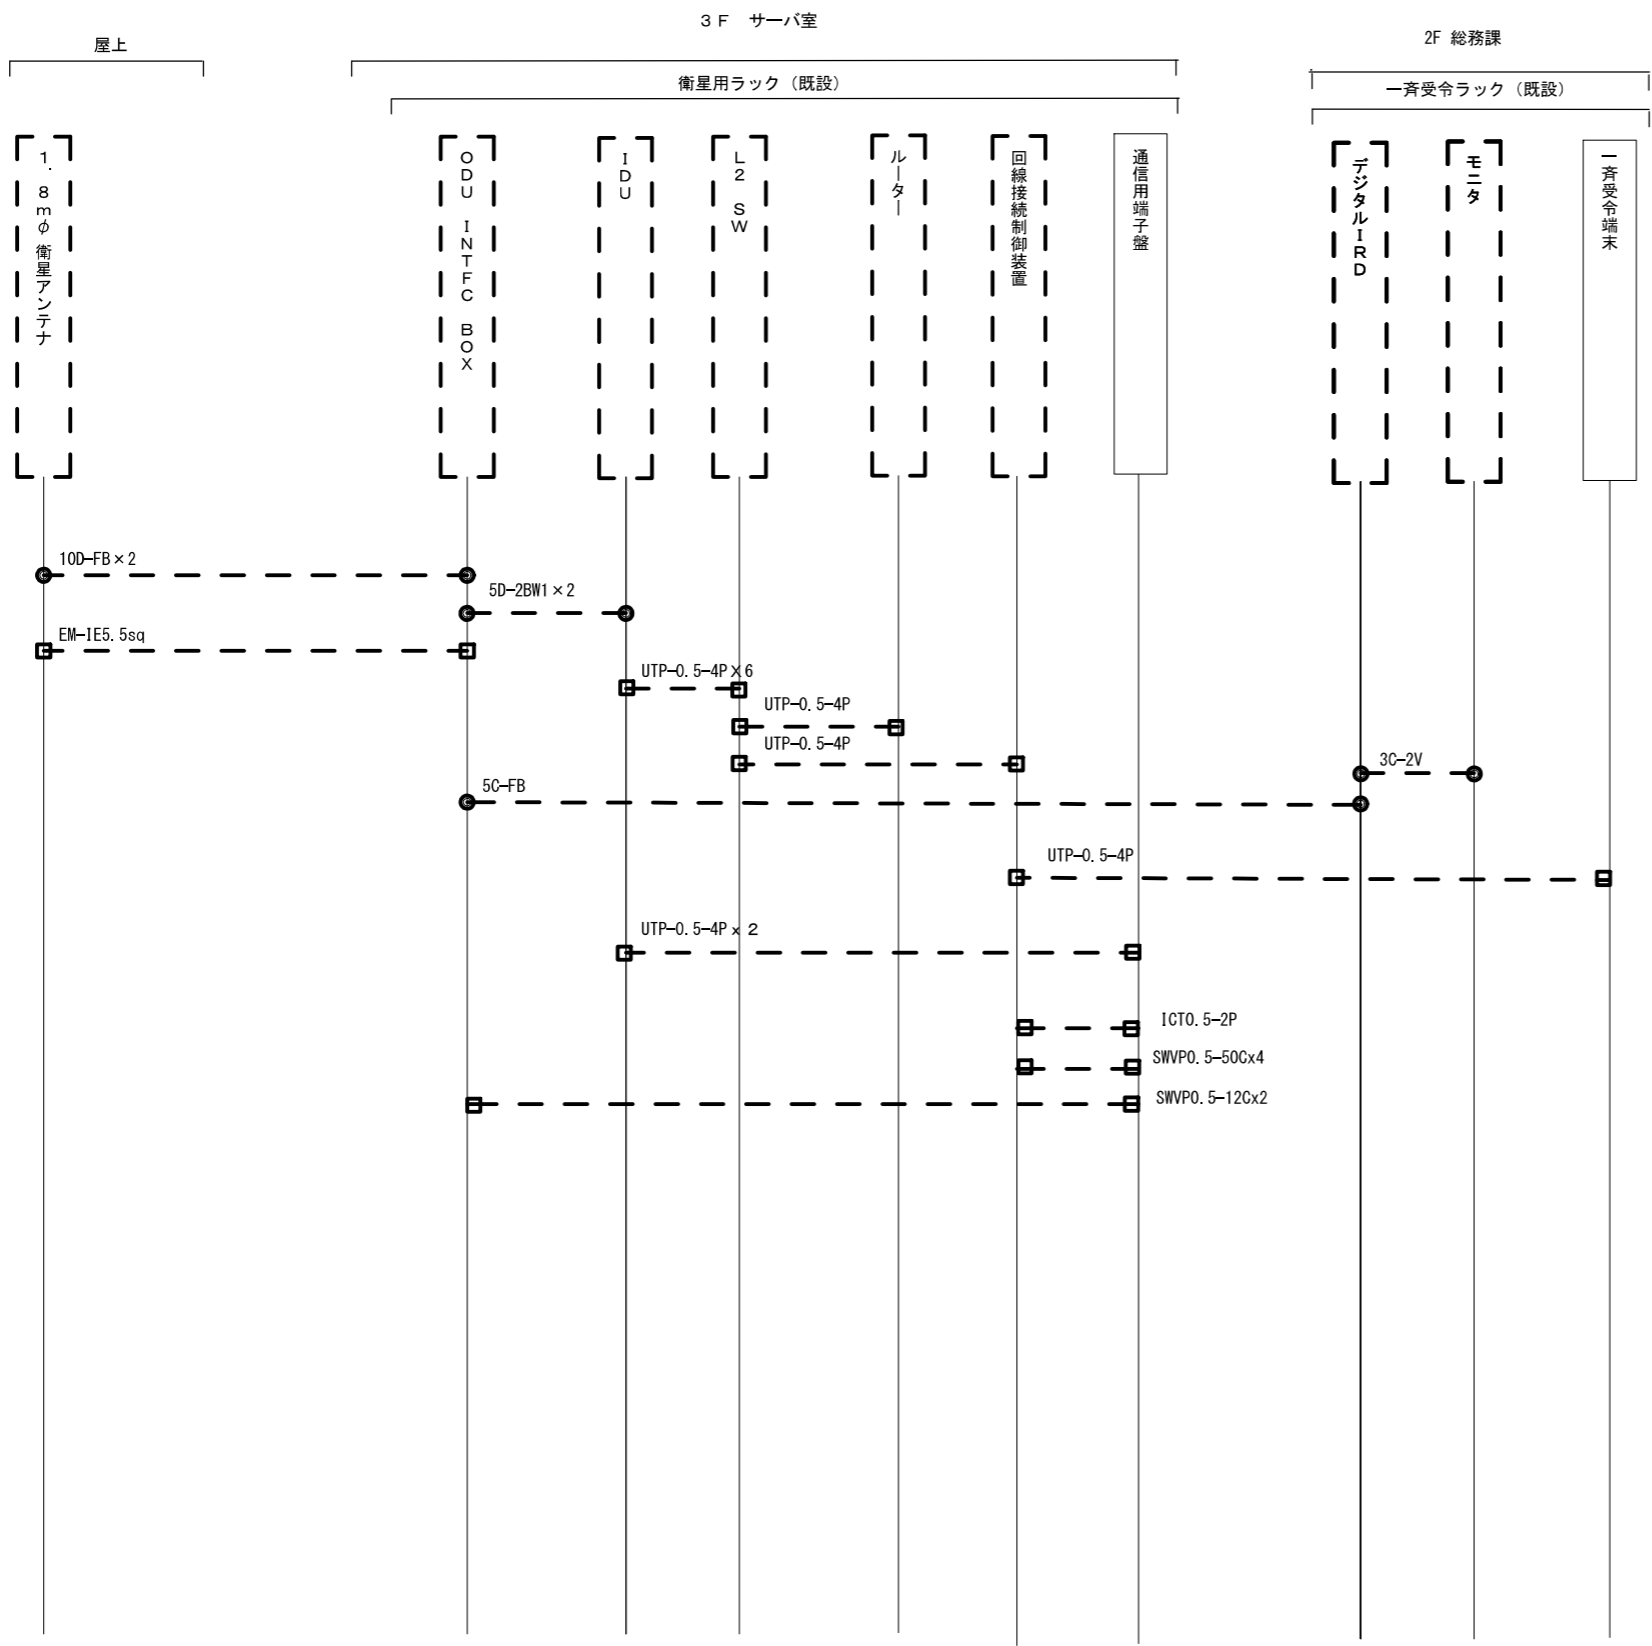 ３Ｆ　サーバ室
屋上
2F 総務課
衛星用ラック（既設）
一斉受令ラック（既設）
１．８ｍφ 衛星アンテナ
ＯＤＵ　ＩＮＴＦＣ　ＢＯＸ
ＩＤＵ
Ｌ２　ＳＷ
ルーター
回線接続制御装置
通信用端子盤
デジタルＩＲＤ
モニタ
一斉受令端末
10D-FB×2
5D-2BW1×2
EM-IE5.5sq
UTP-0.5-4P×6
UTP-0.5-4P
UTP-0.5-4P
3C-2V
5C-FB
UTP-0.5-4P
UTP-0.5-4Pｘ２
ICT0.5-2P
SWVP0.5-50Cx4
SWVP0.5-12Cx2